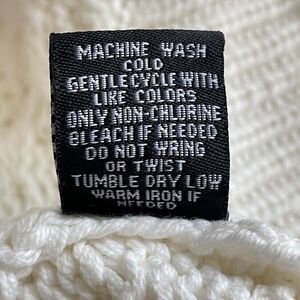 MACHINE WASH
COLD
GENTLE CYCLE WITH
LIKE COLORS
ONLY NON-CHLORINE
BLEACH IF NEEDED
DO NOT WRING
OR TWIST
TUMBLE DRY LOW
WARM IRON IF
NEEDED